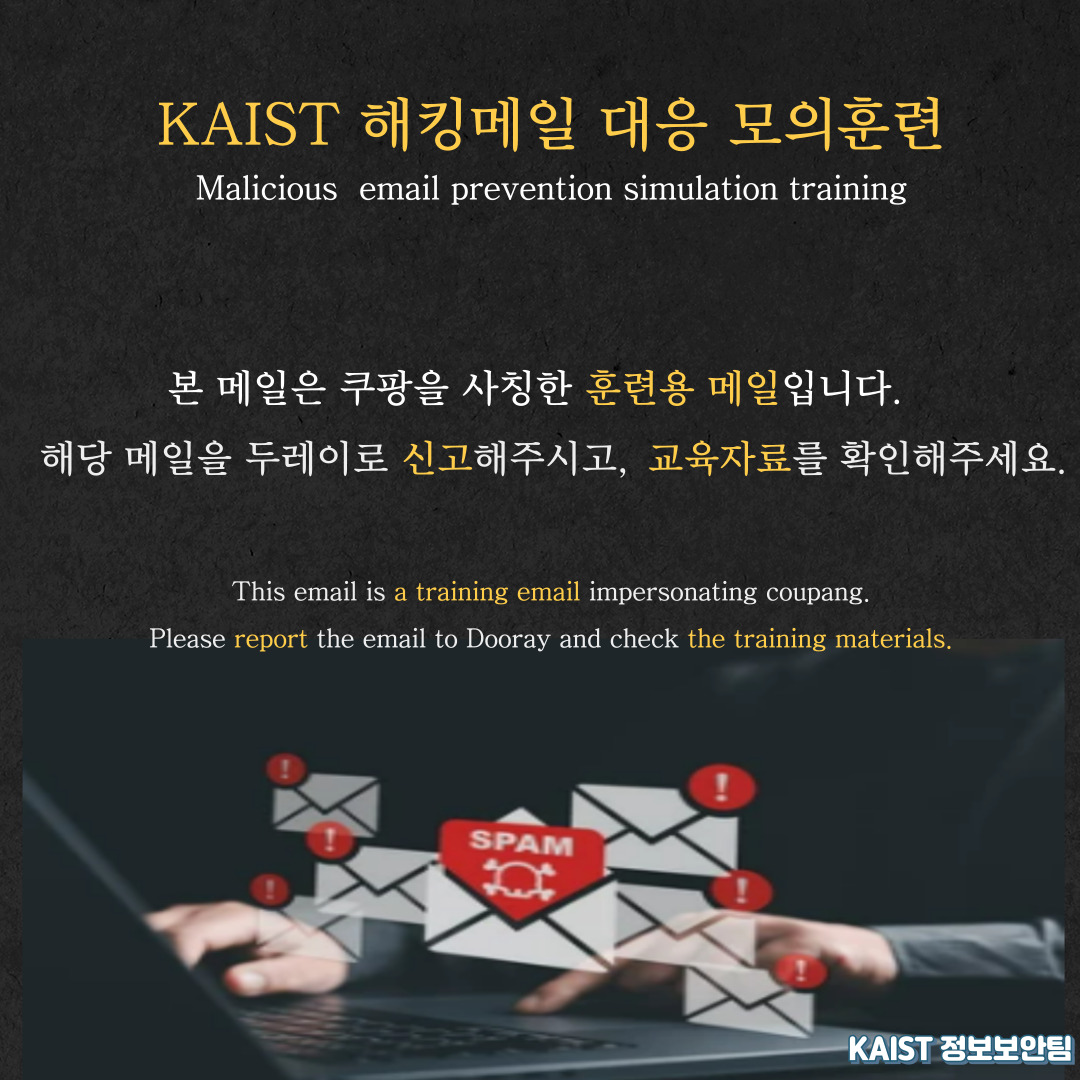 KAIST 해킹메일 대응 모의훈련
Malicious email prevention simulation training
본 메일은 쿠팡을 사칭한 훈련용 메일입니다.
해당 메일을 두레이로 신고해주시고, 교육자료를 확인해주세요.
This email is a training email impersonating coupang.
Please report the email to Dooray and check the training materials.
!
!
!
SPAM
!
!
!
KAIST 정보보안팀